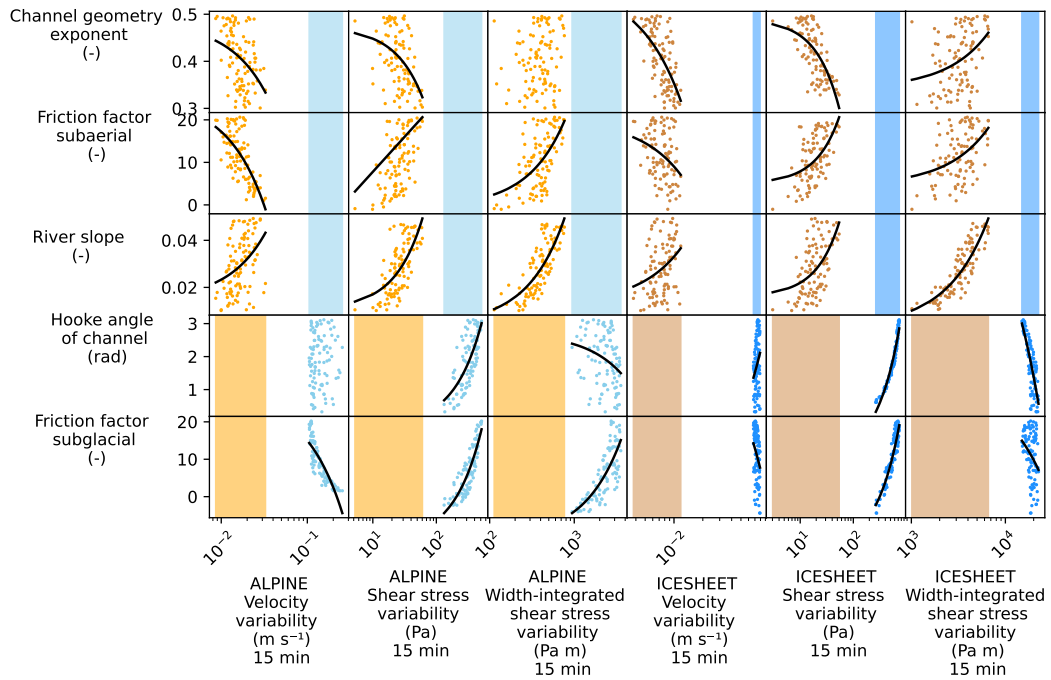 Channel geometry
exponent
(-)
0.5
0.4
0.3
Friction factor
subaerial
(-)
20
10
0
River slope
(-)
0.04
0.02
Hooke angle
of channel
(rad)
3
2
1
Friction factor
subglacial
(-)
20
10
0
10⁻² 10⁻¹ 10¹ 10² 10² 10³ 10⁻² 10¹ 10² 10³ 10⁴
ALPINE
Velocity
variability
(m s⁻¹)
15 min
ALPINE
Shear stress
variability
(Pa)
15 min
ALPINE
Width-integrated
shear stress
variability
(Pa m)
15 min
ICESHEET
Velocity
variability
(m s⁻¹)
15 min
ICESHEET
Shear stress
variability
(Pa)
15 min
ICESHEET
Width-integrated
shear stress
variability
(Pa m)
15 min